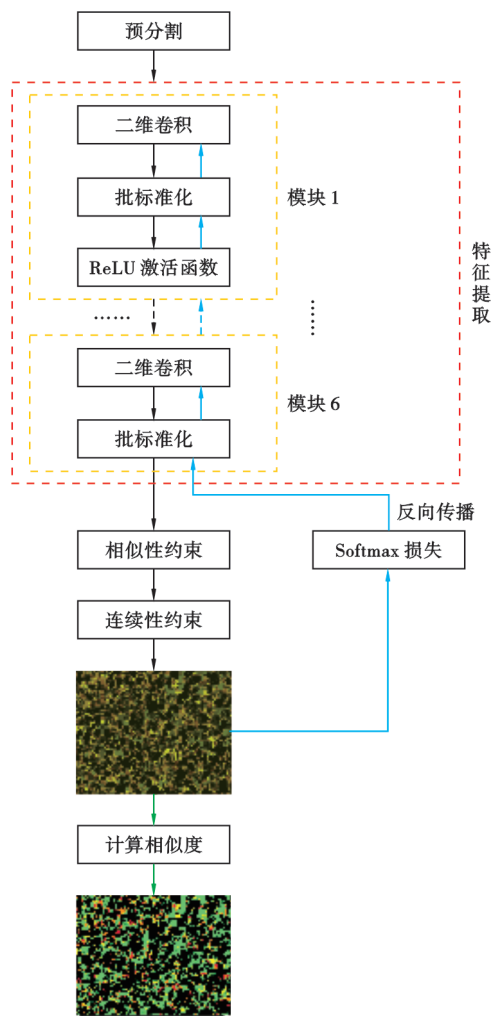 预分割
二维卷积
批标准化
模块 1
ReLU 激活函数
特征提取
……
……
二维卷积
模块 6
批标准化
反向传播
相似性约束
Softmax 损失
连续性约束
计算相似度